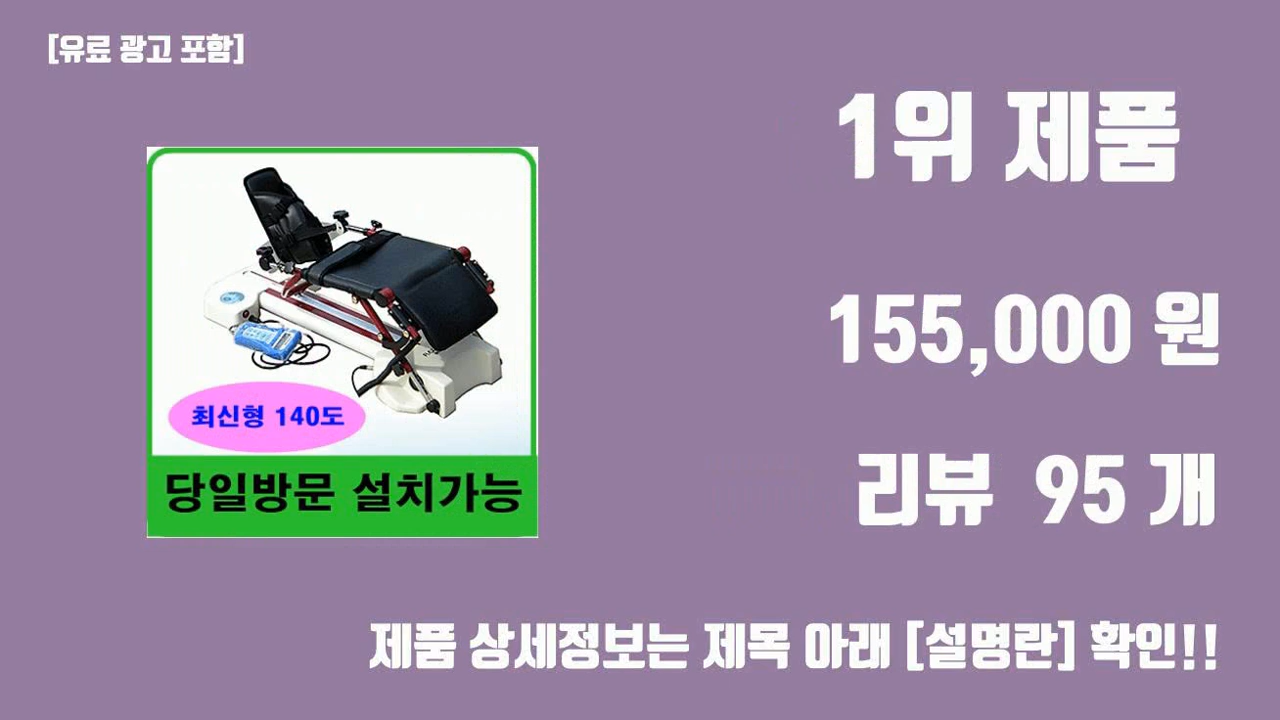 [유료 광고 포함]
1위 제품
최신형 140도
당일방문 설치가능
155,000 원
리뷰 95 개
제품 상세정보는 제목 아래 [설명란] 확인!!